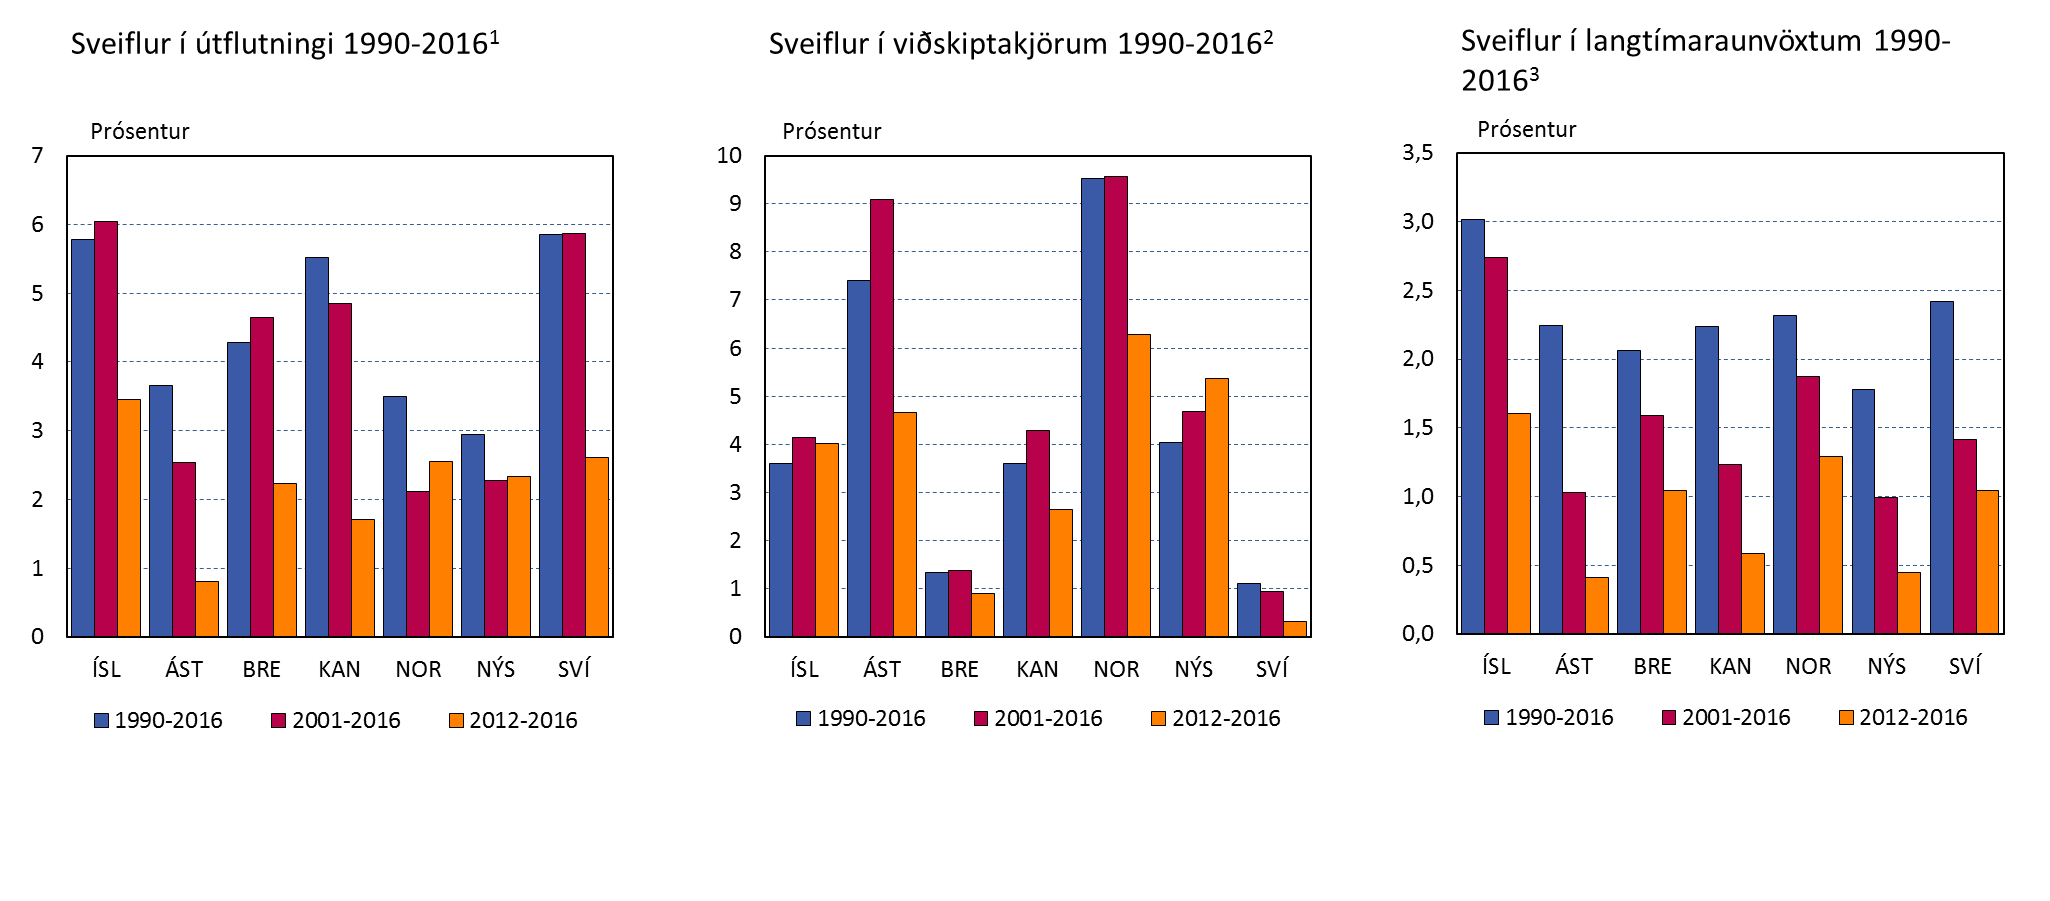 Sveiflur í útflutningi 1990-2016¹
Prósentur
7
6
5
4
3
2
1
0
ÍSL ÁST BRE KAN NOR NÝS SVÍ
1990-2016 2001-2016 2012-2016
Sveiflur í viðskiptakjörum 1990-2016²
Prósentur
10
9
8
7
6
5
4
3
2
1
0
ÍSL ÁST BRE KAN NOR NÝS SVÍ
1990-2016 2001-2016 2012-2016
Sveiflur í langtímaraunvöxtum 1990-
2016³
Prósentur
3,5
3,0
2,5
2,0
1,5
1,0
0,5
0,0
ÍSL ÁST BRE KAN NOR NÝS SVÍ
1990-2016 2001-2016 2012-2016